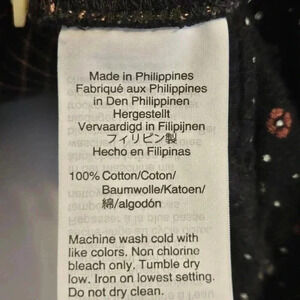 Made in Philippines
Fabriqué aux Philippines
in Den Philippinen
Hergestellt
Vervaardigd in Filipijnen
フィリピン製
Hecho en Filipinas
100% Cotton/Coton/
Baumwolle/Katoen/
綿/algodón
Machine wash cold with
like colors. Non chlorine
bleach only. Tumble dry
low. Iron on lowest setting.
Do not dry clean.